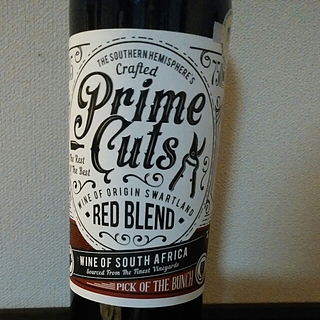 THE SOUTHERN HEMISPHERE'S
Crafted
Prime
Cuts
The Rest
The Best
WINE OF ORIGIN SWARTLAND
RED BLEND
WINE OF SOUTH AFRICA
Sourced From The Finest Vineyards
PICK OF THE BUNCH